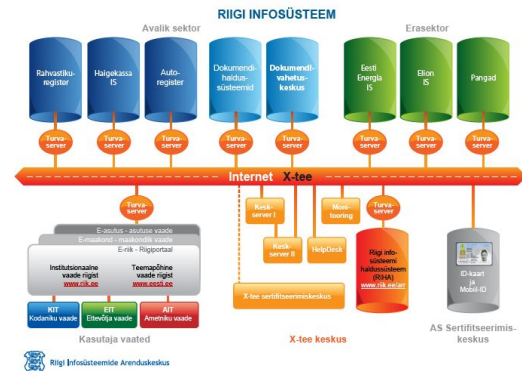 RIIGI INFOSÜSTEEM
Avalik sektor
Erasektor
Rahvastiku-
register
Haigekassa
IS
Auto-
register
Dokumendi-
haldus-
süsteemid
Dokumendi-
vahetus-
keskus
Eesti
Energia
IS
Elion
IS
Pangad
Turva-
server
Turva-
server
Turva-
server
Turva-
server
Turva-
server
Turva-
server
Turva-
server
Turva-
server
Internet X-tee
Turva-
server
E-asutus - asutuse vaade
E-maakond - maakondlik vaade
E-riik - Riigiportaal
Institutsionaalne
vaade riigist
www.riik.ee
Teemapõhine
vaade riigist
www.eesti.ee
KIT
Kodaniku vaade
EIT
Ettevõtja vaade
AIT
Ametniku vaade
Kasutaja vaated
Kesk-
server I
Kesk-
server II
HelpDesk
Moni-
tooring
X-tee sertifitseerimiskeskus
Turva-
server
Riigi info-
süsteemi
haldussüsteem
(RIHA)
www.riik.ee/arr
X-tee keskus
ID-kaart
ja
Mobiil-ID
AS Sertifitseerimis-
keskus
Riigi Infosüsteemide Arenduskeskus